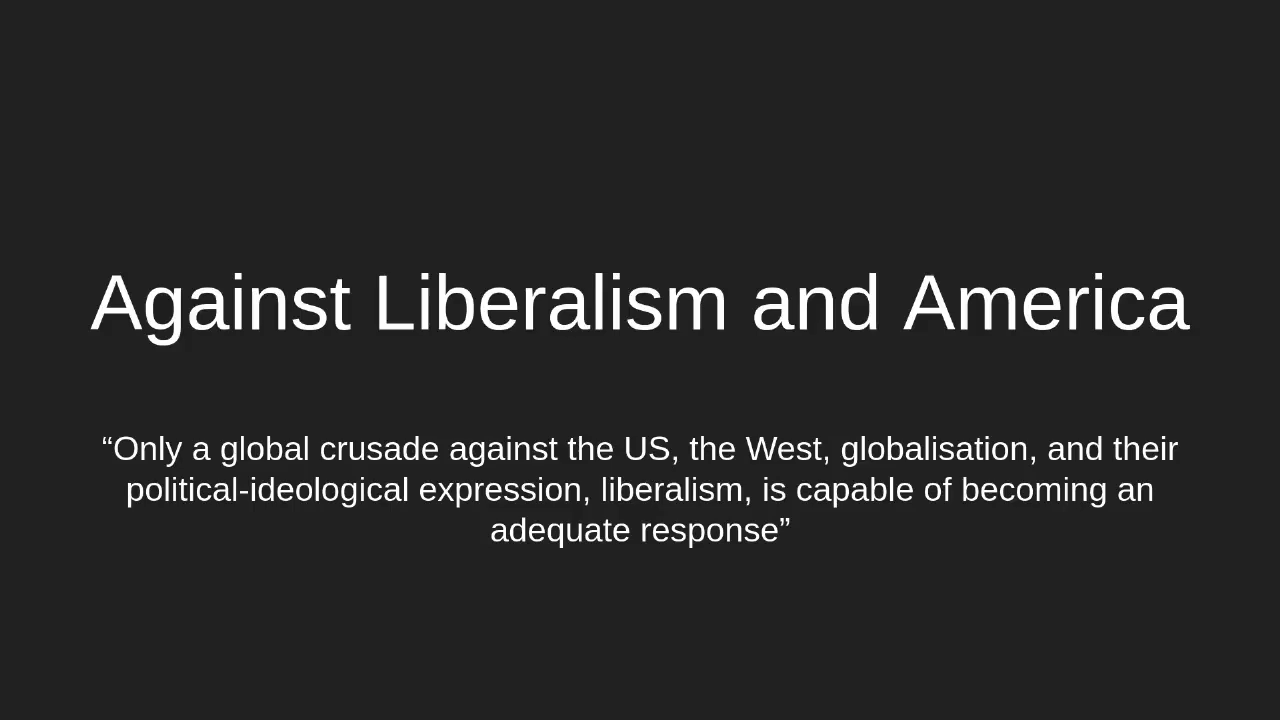 Against Liberalism and America
“Only a global crusade against the US, the West, globalisation, and their
political-ideological expression, liberalism, is capable of becoming an
adequate response”